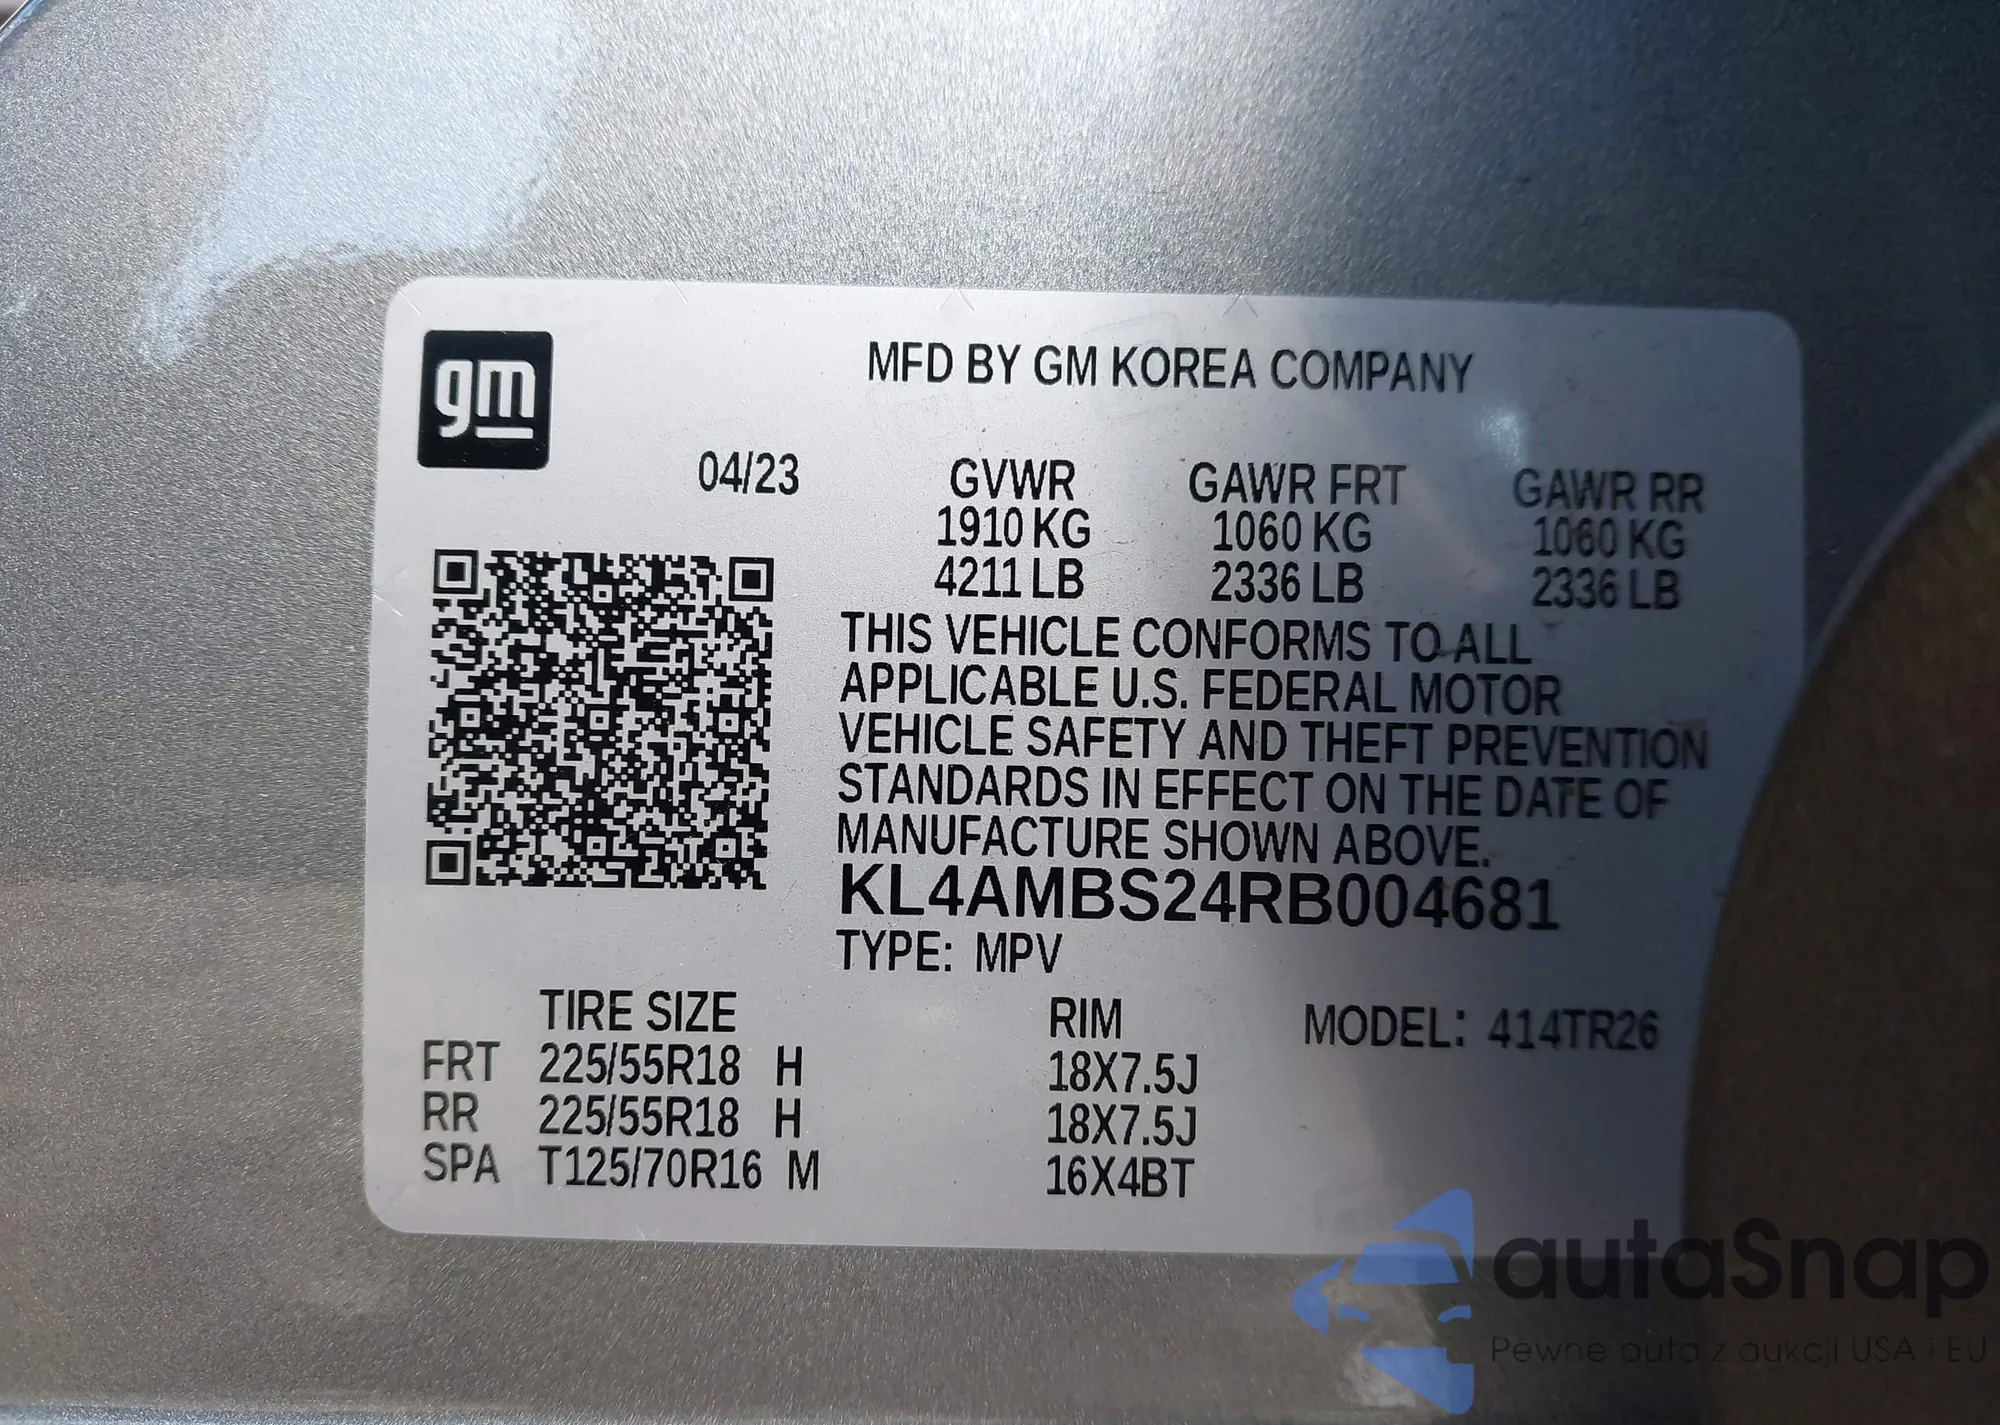 gm
MFD BY GM KOREA COMPANY
04/23 GVWR GAWR FRT GAWR RR
1910 KG 1060 KG 1060 KG
4211 LB 2336 LB 2336 LB
THIS VEHICLE CONFORMS TO ALL
APPLICABLE U.S. FEDERAL MOTOR
VEHICLE SAFETY AND THEFT PREVENTION
STANDARDS IN EFFECT ON THE DATE OF
MANUFACTURE SHOWN ABOVE.
KL4AMBS24RB004681
TYPE: MPV
TIRE SIZE RIM MODEL: 414TR26
FRT 225/55R18 H 18X7.5J
RR 225/55R18 H 18X7.5J
SPA T125/70R16 M 16X4BT
autaSnap
Pewne auta z aukcji USA i EU